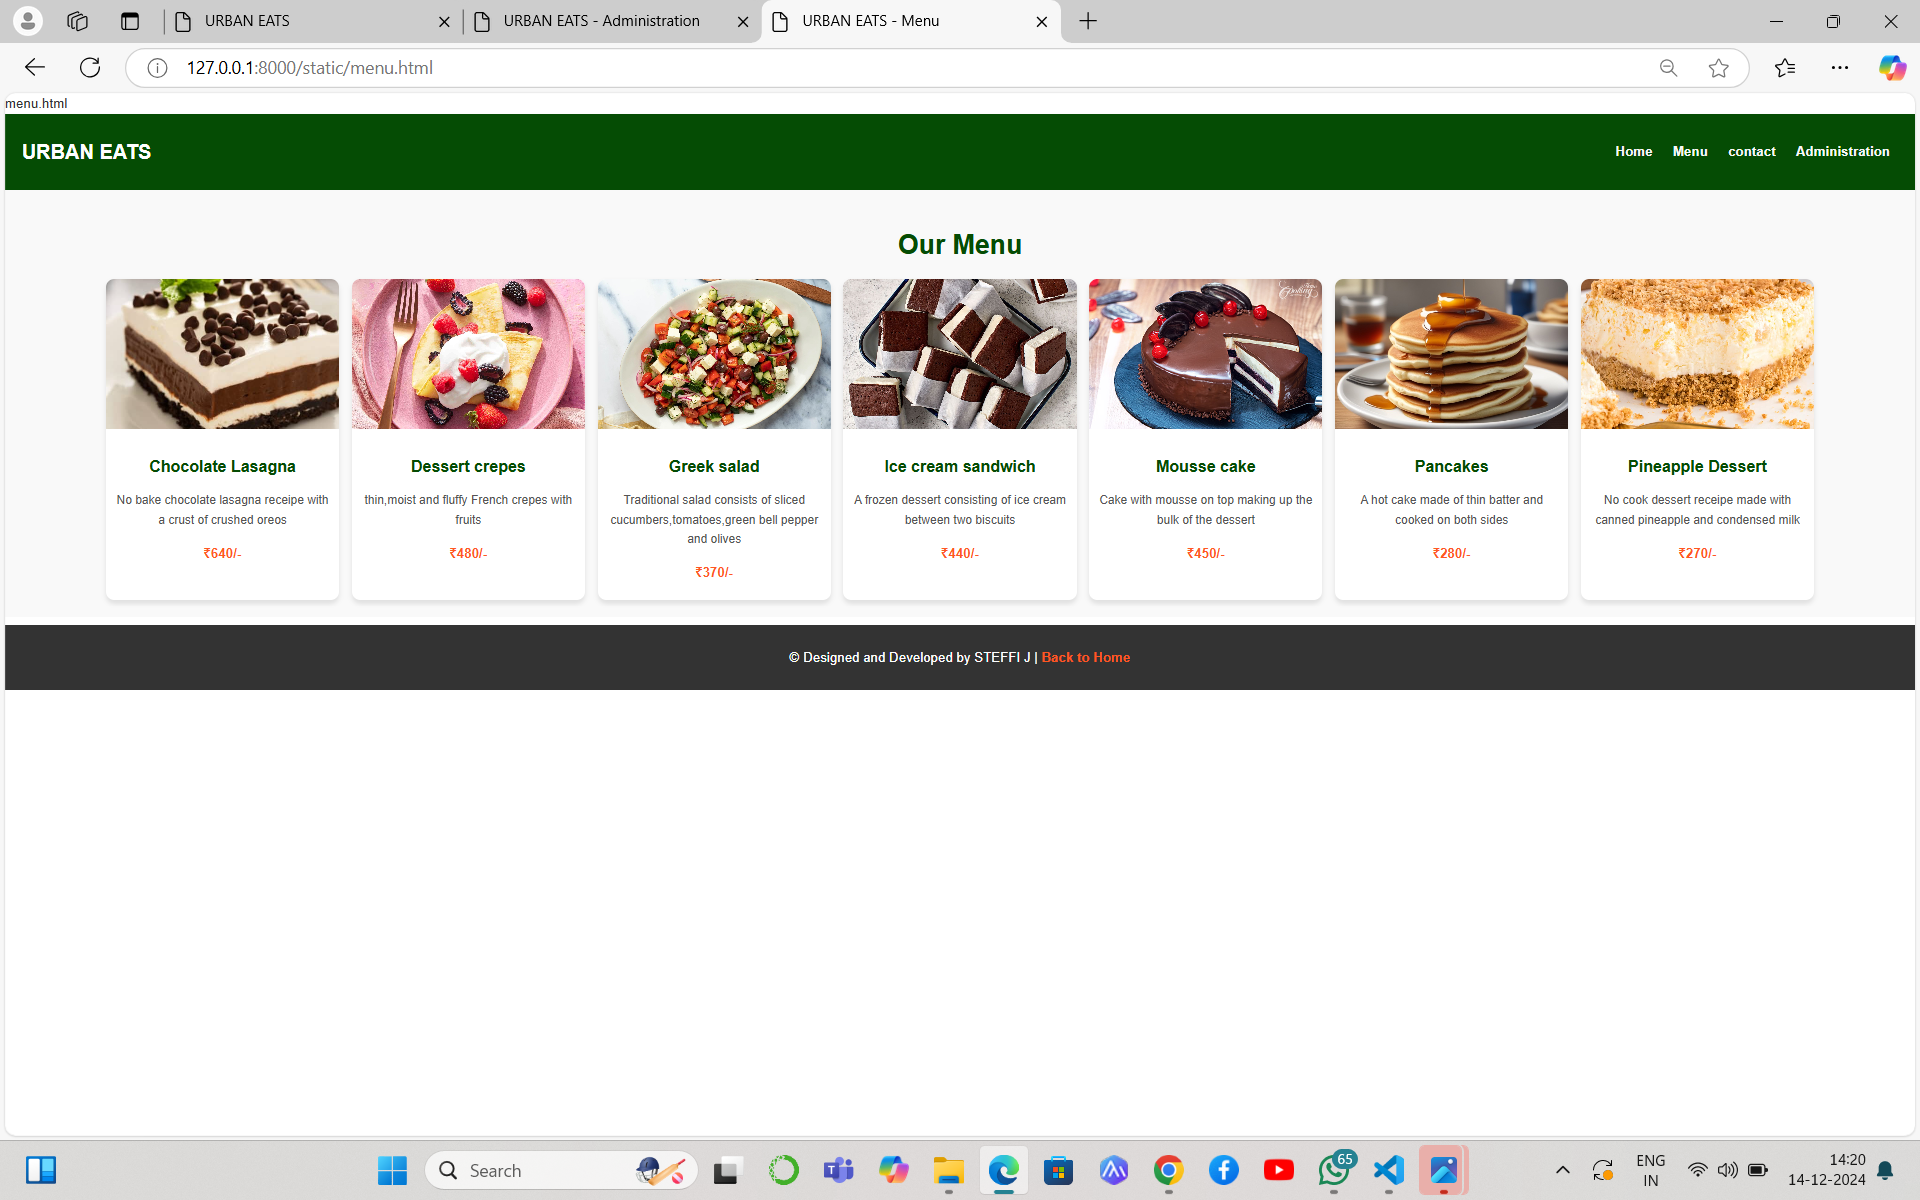 URBAN EATS
URBAN EATS - Administration
URBAN EATS - Menu
127.0.0.1:8000/static/menu.html
menu.html
URBAN EATS
Home
Menu
contact
Administration
Our Menu
Chocolate Lasagna
No bake chocolate lasagna receipe with
a crust of crushed oreos
₹640/-
Dessert crepes
thin,moist and fluffy French crepes with
fruits
₹480/-
Greek salad
Traditional salad consists of sliced
cucumbers,tomatoes,green bell pepper
and olives
₹370/-
Ice cream sandwich
A frozen dessert consisting of ice cream
between two biscuits
₹440/-
Mousse cake
Cake with mousse on top making up the
bulk of the dessert
₹450/-
Pancakes
A hot cake made of thin batter and
cooked on both sides
₹280/-
Pineapple Dessert
No cook dessert receipe made with
canned pineapple and condensed milk
₹270/-
© Designed and Developed by STEFFI J | Back to Home
Search
65
ENG
IN
14:20
14-12-2024